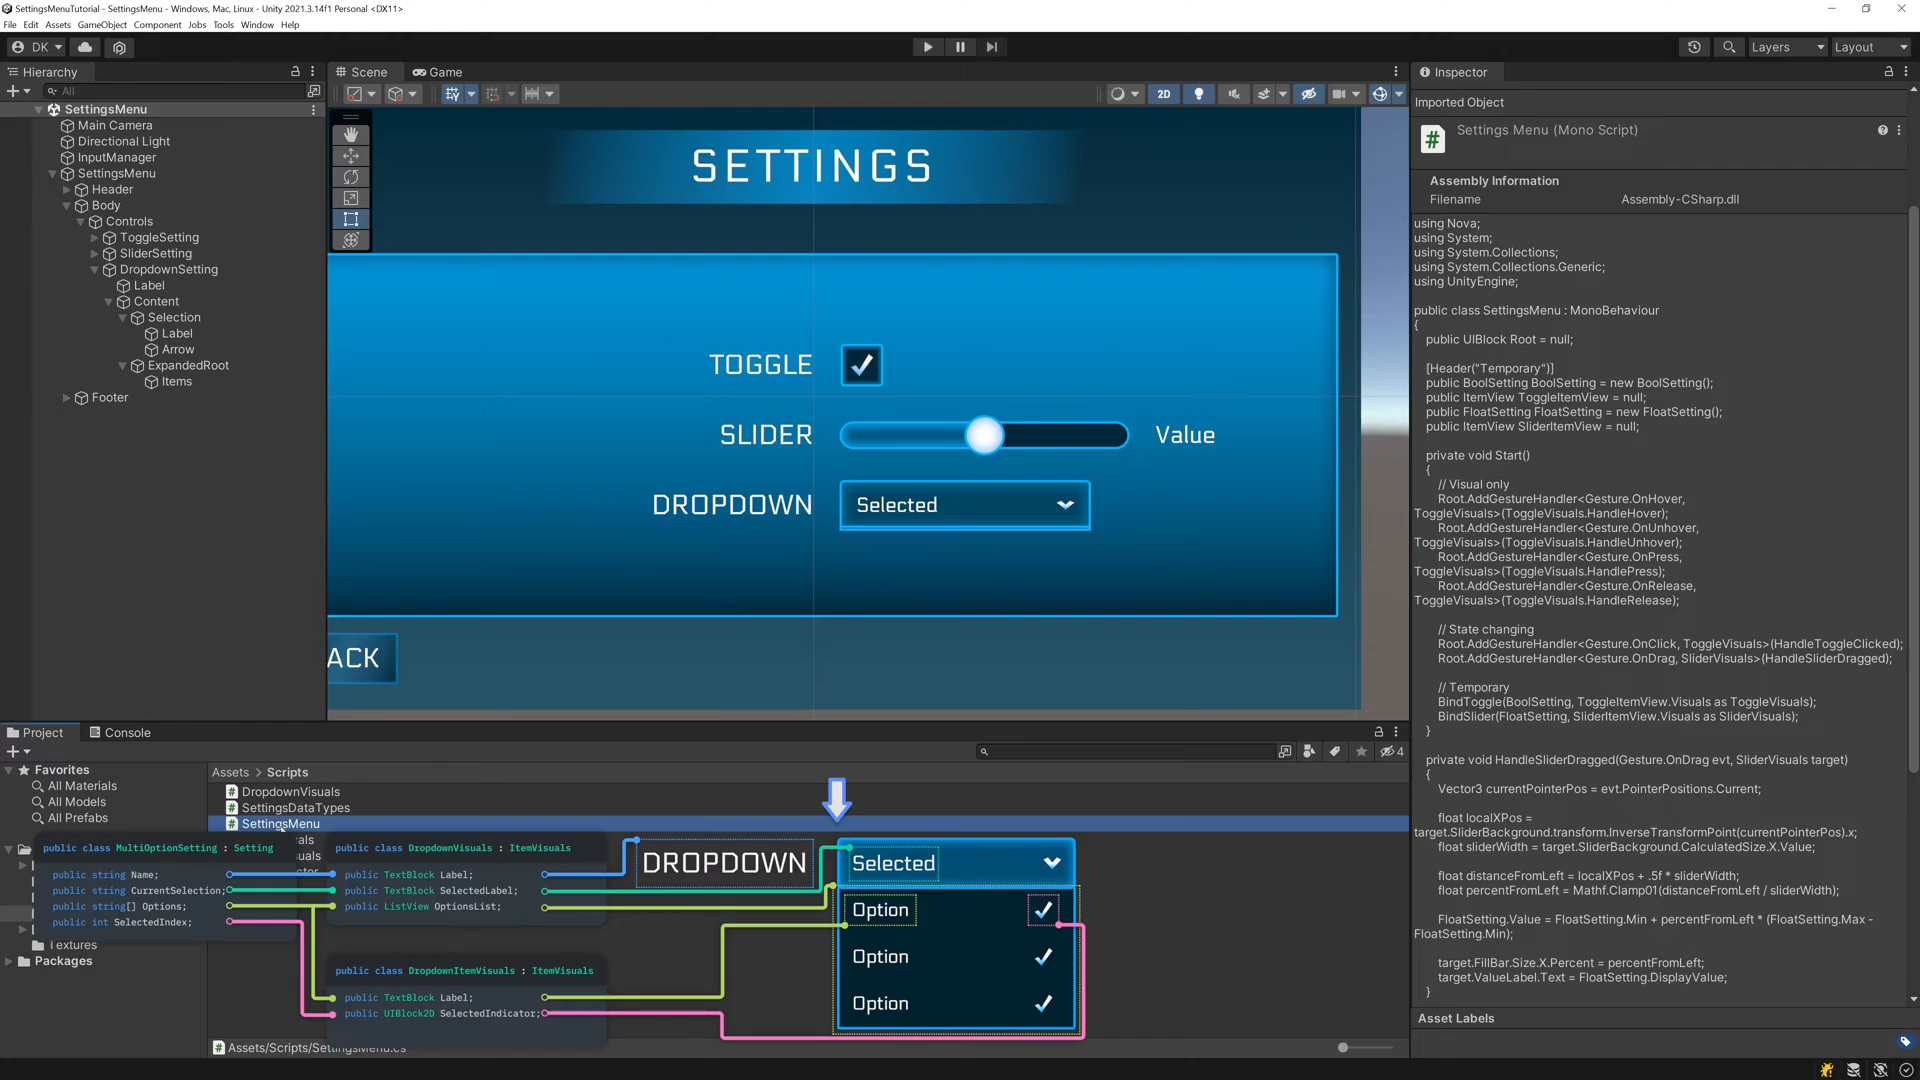 SettingsMenuTutorial - SettingsMenu - Windows, Mac, Linux - Unity 2021.3.14f1 Personal <DX11>
File Edit Assets GameObject Component Jobs Tools Window Help
DK
Layers
Layout
Hierarchy
All
SettingsMenu
Main Camera
Directional Light
InputManager
SettingsMenu
Header
Body
Controls
ToggleSetting
SliderSetting
DropdownSetting
Label
Content
Selection
Label
Arrow
ExpandedRoot
Items
Footer
Scene
Game
2D
SETTINGS
TOGGLE
SLIDER
Value
DROPDOWN
Selected
ACK
Inspector
Imported Object
Settings Menu (Mono Script)
Assembly Information
Filename Assembly-CSharp.dll
using Nova;
using System;
using System.Collections;
using System.Collections.Generic;
using UnityEngine;
public class SettingsMenu : MonoBehaviour
{
public UIBlock Root = null;
[Header("Temporary")]
public BoolSetting BoolSetting = new BoolSetting();
public ItemView ToggleItemView = null;
public FloatSetting FloatSetting = new FloatSetting();
public ItemView SliderItemView = null;
private void Start()
{
// Visual only
Root.AddGestureHandler<Gesture.OnHover,
ToggleVisuals>(ToggleVisuals.HandleHover);
Root.AddGestureHandler<Gesture.OnUnhover,
ToggleVisuals>(ToggleVisuals.HandleUnhover);
Root.AddGestureHandler<Gesture.OnPress,
ToggleVisuals>(ToggleVisuals.HandlePress);
Root.AddGestureHandler<Gesture.OnRelease,
ToggleVisuals>(ToggleVisuals.HandleRelease);
// State changing
Root.AddGestureHandler<Gesture.OnClick, ToggleVisuals>(HandleToggleClicked);
Root.AddGestureHandler<Gesture.OnDrag, SliderVisuals>(HandleSliderDragged);
// Temporary
BindToggle(BoolSetting, ToggleItemView.Visuals as ToggleVisuals);
BindSlider(FloatSetting, SliderItemView.Visuals as SliderVisuals);
}
private void HandleSliderDragged(Gesture.OnDrag evt, SliderVisuals target)
{
Vector3 currentPointerPos = evt.PointerPositions.Current;
float localXPos =
target.SliderBackground.transform.InverseTransformPoint(currentPointerPos).x;
float sliderWidth = target.SliderBackground.CalculatedSize.X.Value;
float distanceFromLeft = localXPos + .5f * sliderWidth;
float percentFromLeft = Mathf.Clamp01(distanceFromLeft / sliderWidth);
FloatSetting.Value = FloatSetting.Min + percentFromLeft * (FloatSetting.Max -
FloatSetting.Min);
target.FillBar.Size.X.Percent = percentFromLeft;
target.ValueLabel.Text = FloatSetting.DisplayValue;
}
Asset Labels
Project
Console
4
Favorites
All Materials
All Models
All Prefabs
Textures
Packages
Assets > Scripts
DropdownVisuals
SettingsDataTypes
SettingsMenu
Assets/Scripts/SettingsMenu.cs
public class MultiOptionSetting : Setting
public string Name;
public string CurrentSelection;
public string[] Options;
public int SelectedIndex;
public class DropdownVisuals : ItemVisuals
public TextBlock Label;
public TextBlock SelectedLabel;
public ListView OptionsList;
public class DropdownItemVisuals : ItemVisuals
public TextBlock Label;
public UIBlock2D SelectedIndicator;
DROPDOWN
Selected
Option
Option
Option